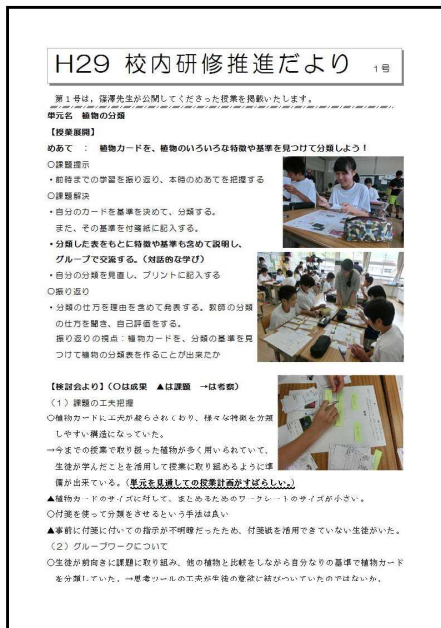 H29 校内研修推進だより 1号
第1号は,篠澤先生が公開してくださった授業を掲載いたします。
単元名 植物の分類
【授業展開】
めあて : 植物カードを、植物のいろいろな特徴や基準を見つけて分類しよう!
○課題提示
・前時までの学習を振り返り、本時のめあてを把握する
○課題解決
・自分のカードを基準を決めて、分類する。
また、その基準を付箋紙に記入する。
・分類した表をもとに特徴や基準も含めて説明し、
グループで交流する。(対話的な学び)
・自分の分類を見直し、プリントに記入する
○振り返り
・分類の仕方を理由を含めて発表する。教師の分類
の仕方を聞き、自己評価をする。
振り返りの視点:植物カードを、分類の基準を見
つけて植物の分類表を作ることが出来たか
【検討会より】(○は成果 ▲は課題 →は考察)
(1)課題の工夫把握
○植物カードに工夫が凝らされており、様々な特徴を分類
しやすい構造になっていた。
→今までの授業で取り扱った植物が多く用いられていて、
生徒が学んだことを活用して授業に取り組めるように準
備が出来ている。(単元を見通しての授業計画がすばらしい。)
▲植物カードのサイズに対して、まとめるためのワークシートのサイズが小さい。
○付箋を使って分類をさせるという手法は良い
▲事前に付箋に付いての指示が不明瞭だったため、付箋紙を活用できていない生徒がいた。
(2)グループワークについて
○生徒が前向きに課題に取り組み、他の植物と比較をしながら自分なりの基準で植物カード
を分類していた。→思考ツールの工夫が生徒の意欲に結びついていたのではないか。